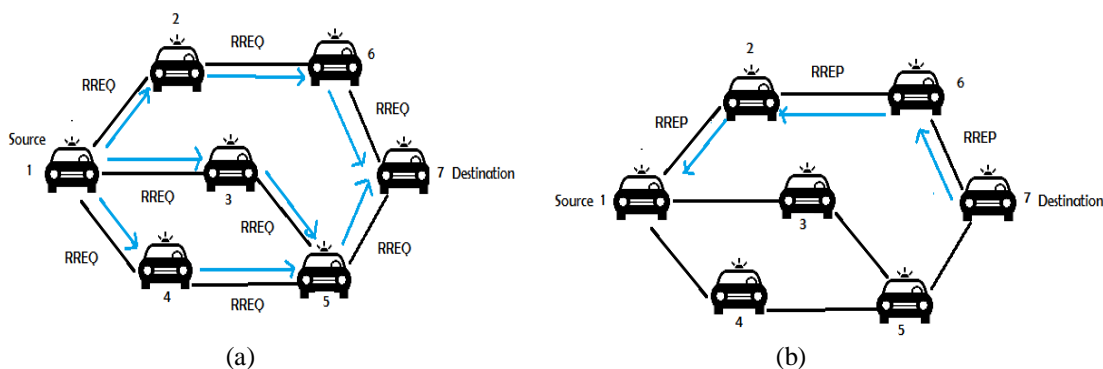 2
RREQ
6
RREQ
RREQ
Source
1
7 Destination
RREQ
3
RREQ
RREQ
RREQ
4
RREQ
5
(a)
2
RREP
6
RREP
RREP
Source 1
7 Destination
3
4
5
(b)